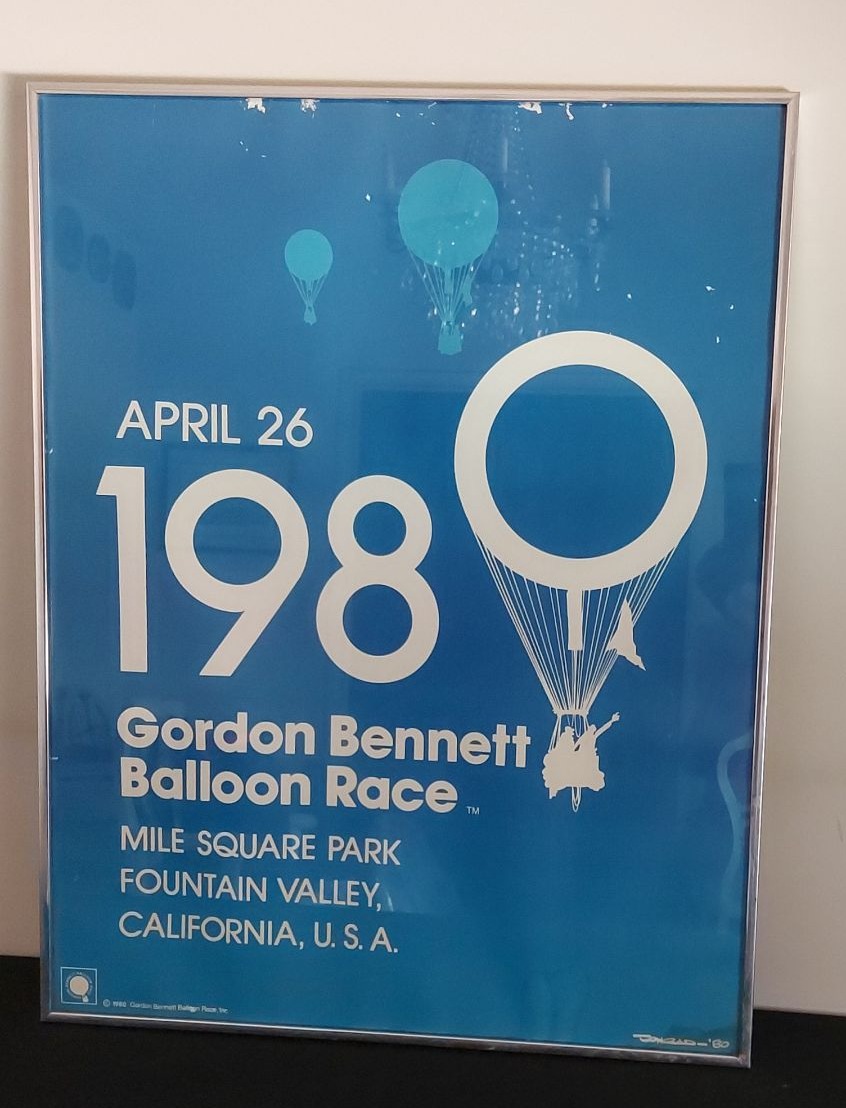 APRIL 26
1980
Gordon Bennett
Balloon Race ™
MILE SQUARE PARK
FOUNTAIN VALLEY,
CALIFORNIA, U. S. A.
© 1980 Gordon Bennett Balloon Race, Inc.
'80